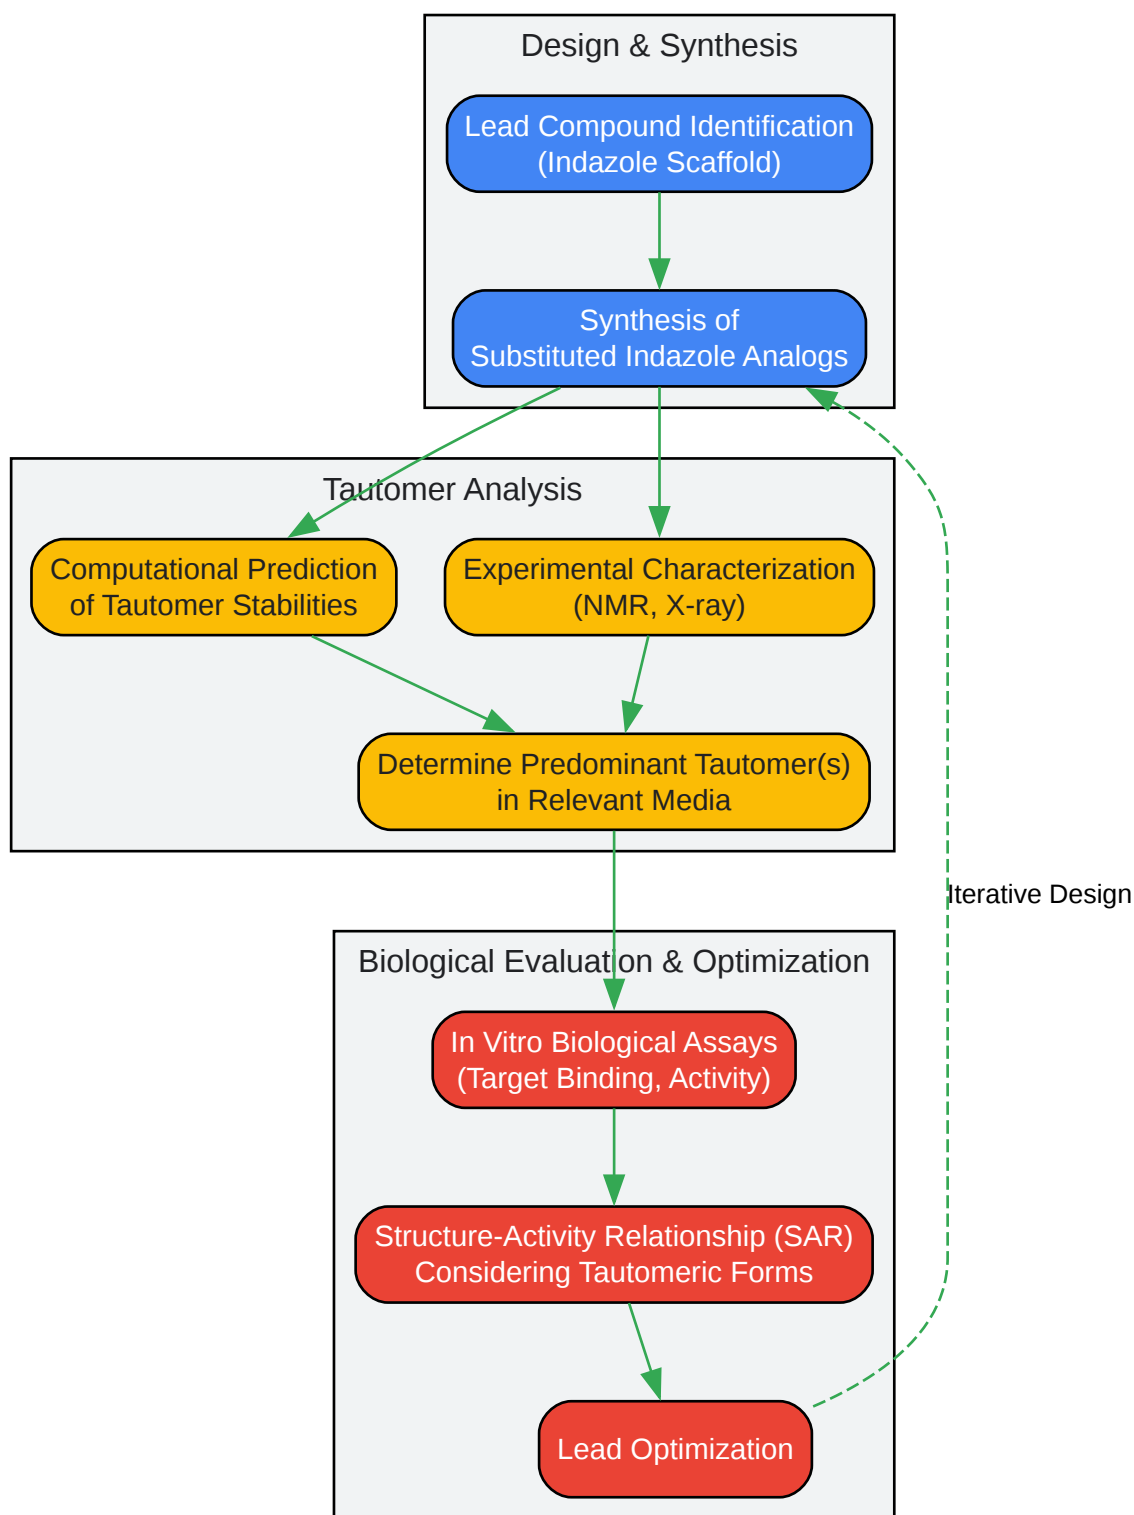 Design & Synthesis
Lead Compound Identification
(Indazole Scaffold)
Synthesis of
Substituted Indazole Analogs
Tautomer Analysis
Computational Prediction
of Tautomer Stabilities
Experimental Characterization
(NMR, X-ray)
Determine Predominant Tautomer(s)
in Relevant Media
Iterative Design
Biological Evaluation & Optimization
In Vitro Biological Assays
(Target Binding, Activity)
Structure-Activity Relationship (SAR)
Considering Tautomeric Forms
Lead Optimization